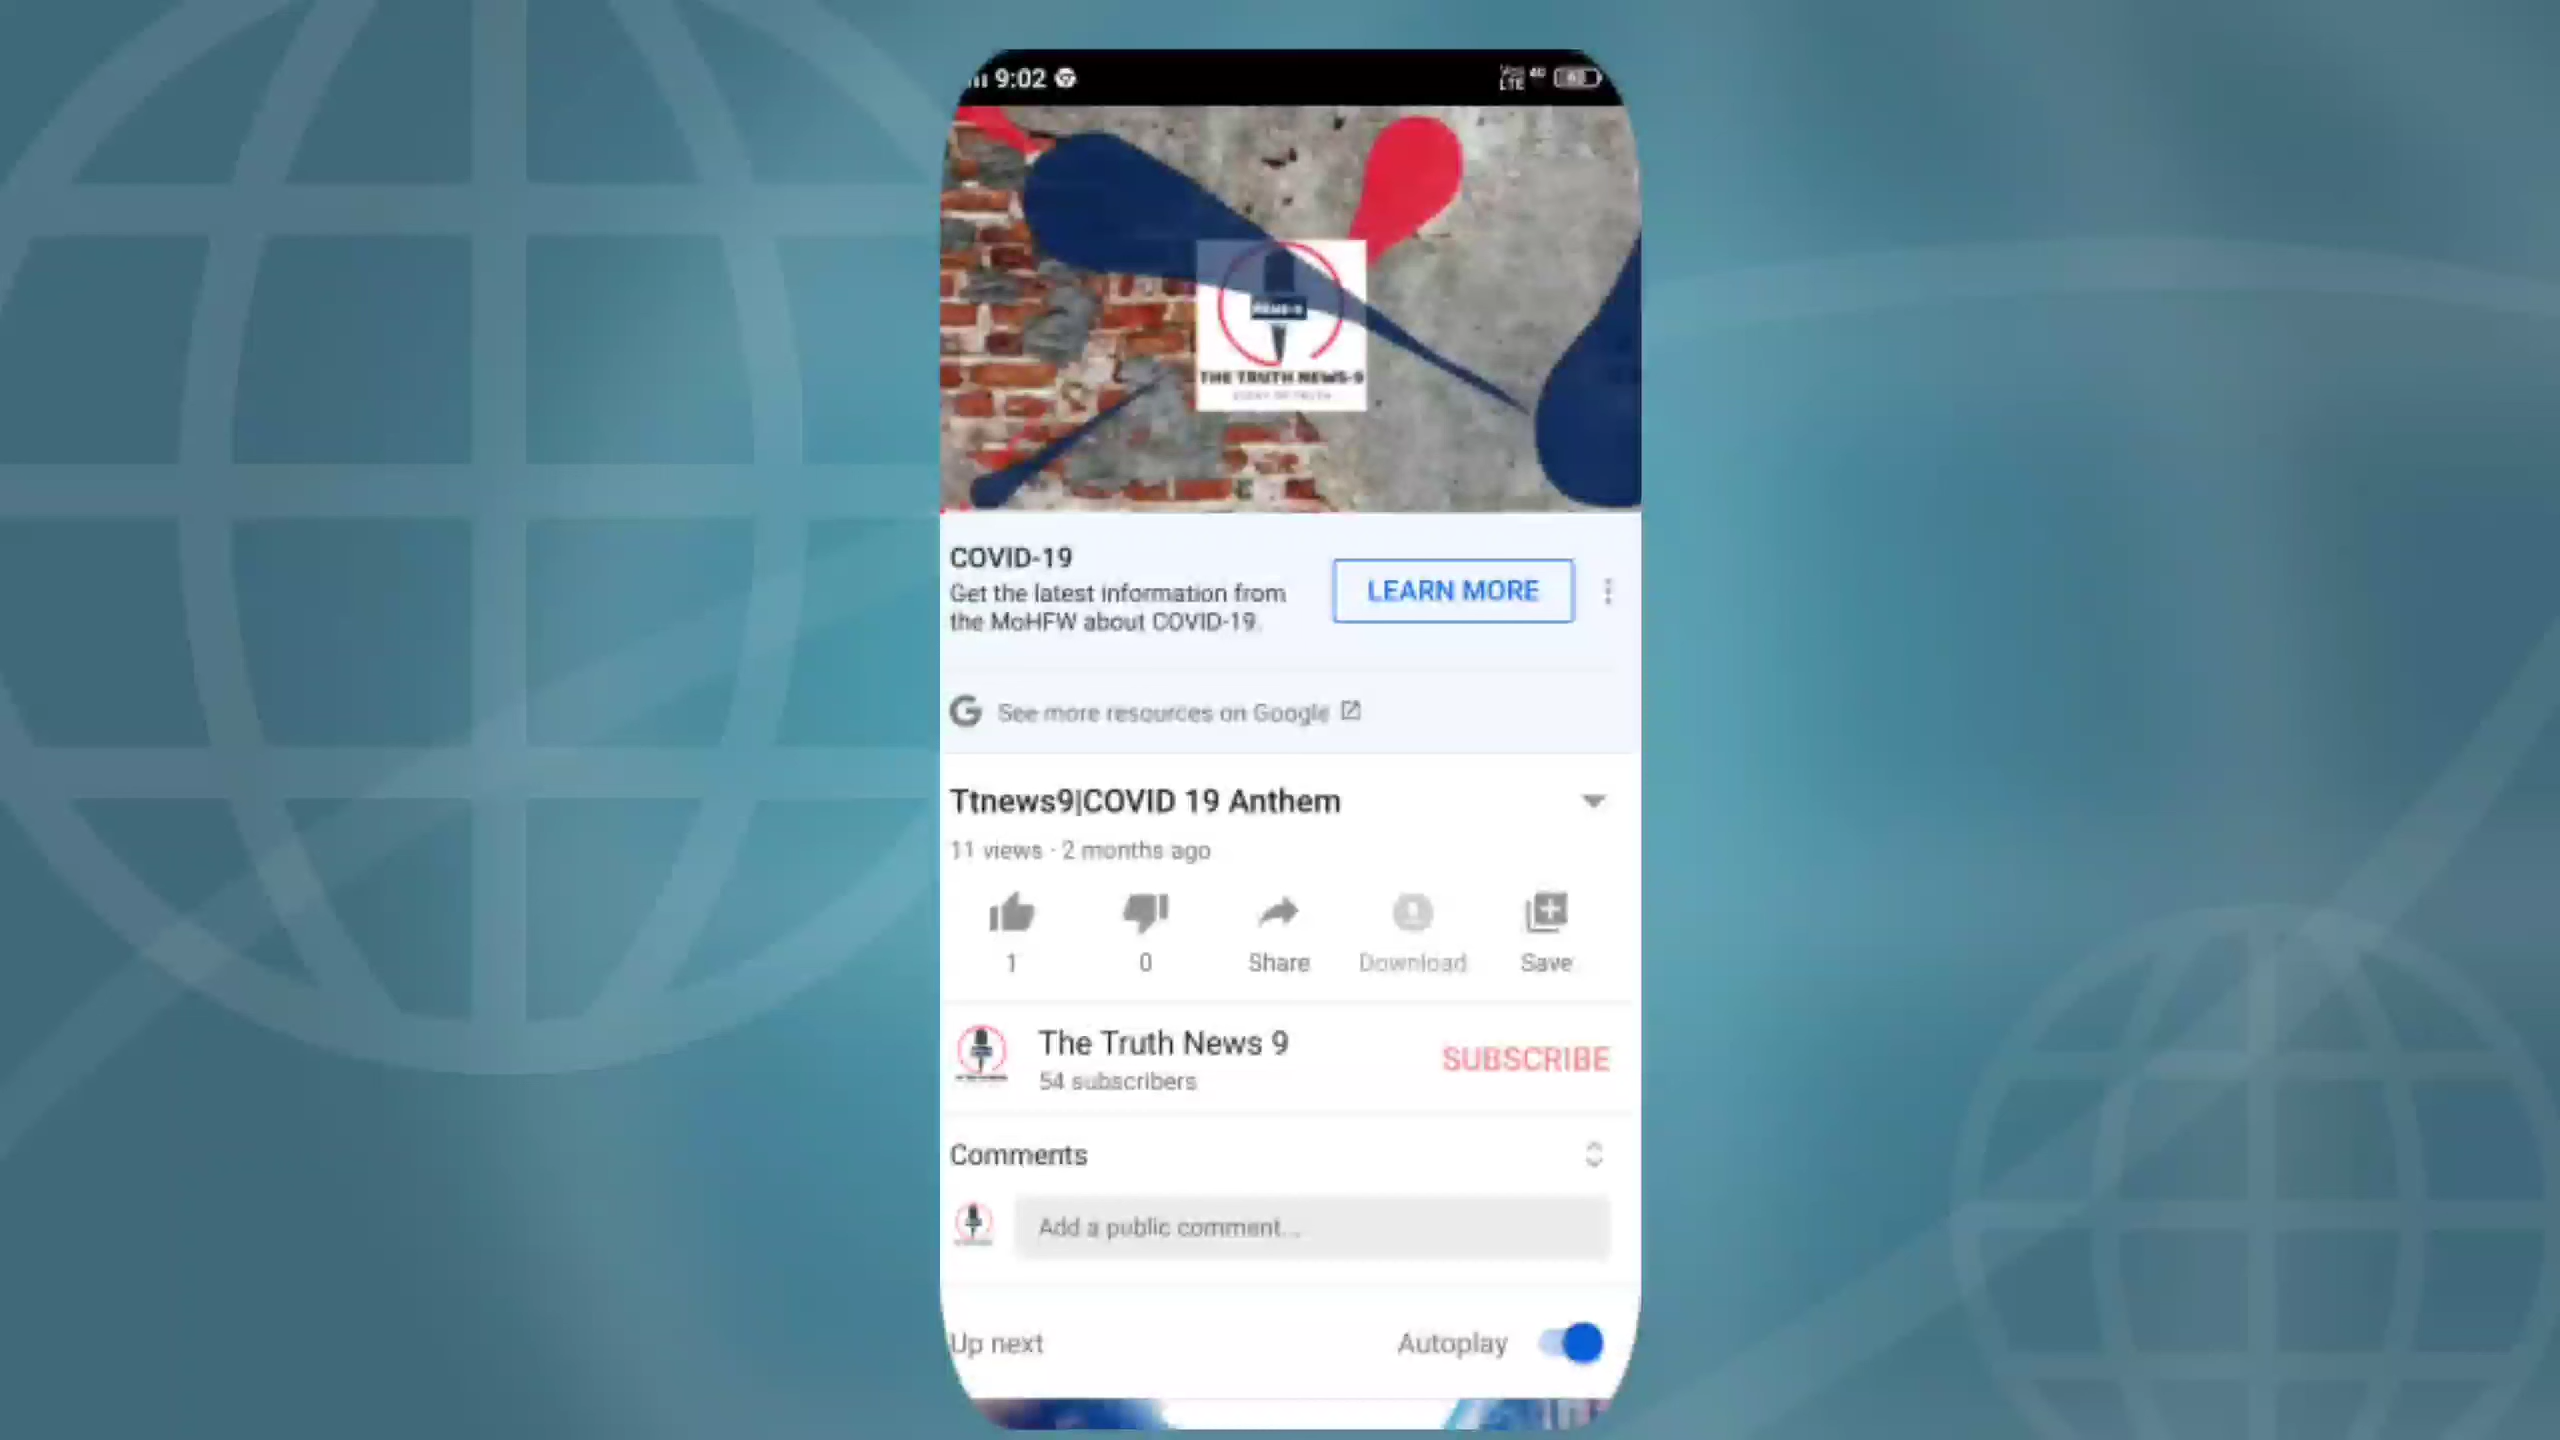 9:02
THE TRUTH NEWS-9
COVID-19
Get the latest information from
the MoHFW about COVID-19.
LEARN MORE
See more resources on Google
Ttnews9|COVID 19 Anthem
11 views · 2 months ago
1
0
Share
Download
Save
The Truth News 9
54 subscribers
SUBSCRIBE
Comments
Add a public comment...
Up next
Autoplay